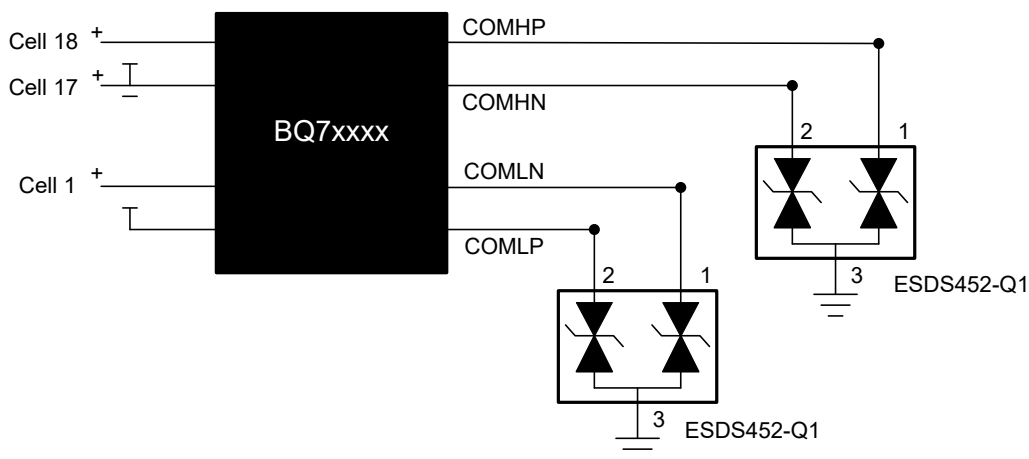 Cell 18 +
Cell 17 +
Cell 1 +
BQ7xxxx
COMHP
COMHN
COMLN
COMLP
2 1
3
ESDS452-Q1
2 1
3
ESDS452-Q1